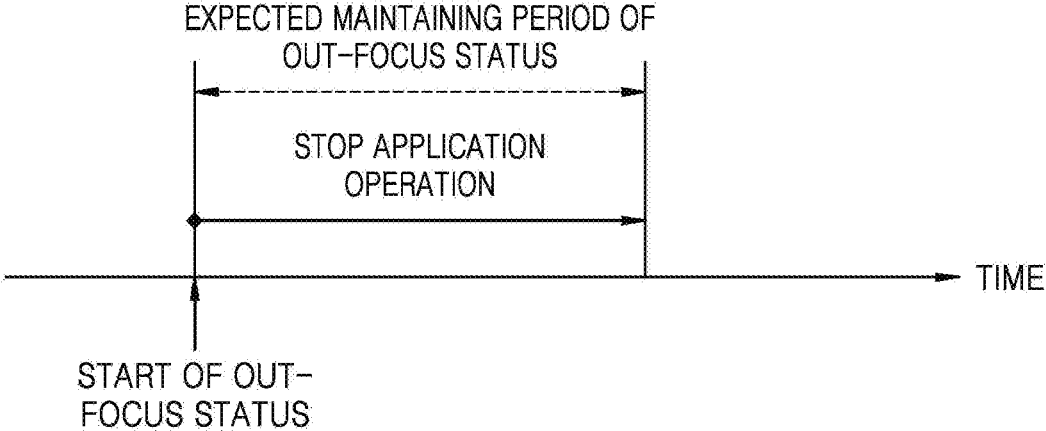 EXPECTED MAINTAINING PERIOD OF
OUT-FOCUS STATUS
STOP APPLICATION
OPERATION
TIME
START OF OUT-
FOCUS STATUS